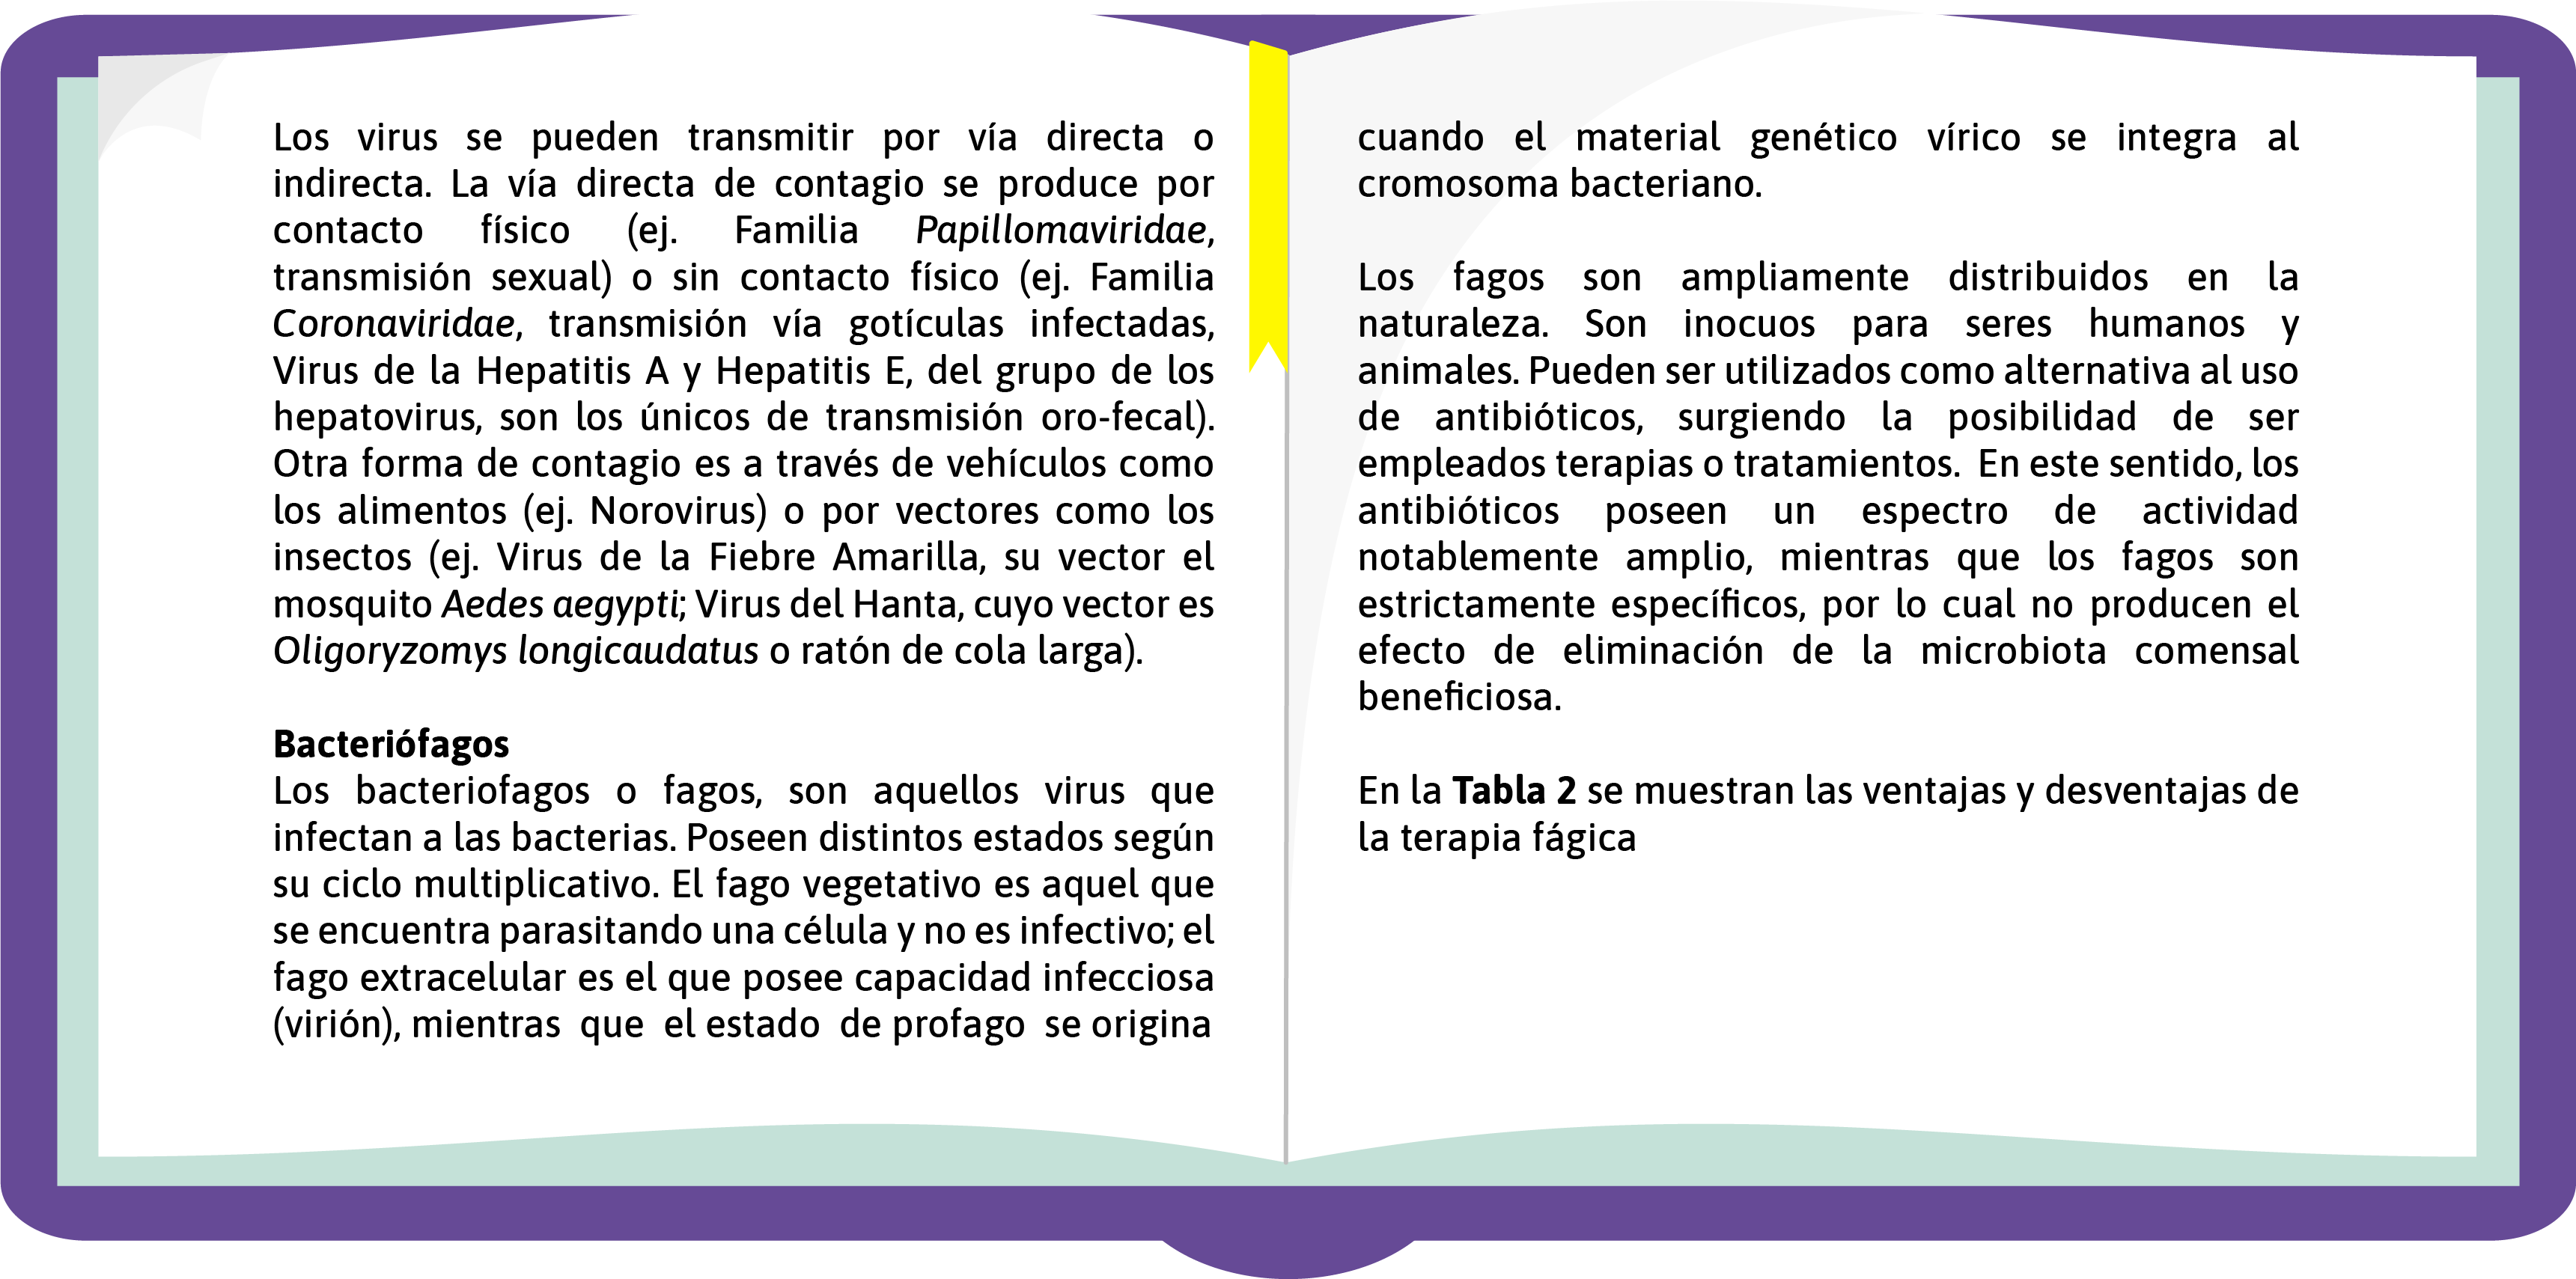 Los virus se pueden transmitir por vía directa o
indirecta. La vía directa de contagio se produce por
contacto físico (ej. Familia Papillomaviridae,
transmisión sexual) o sin contacto físico (ej. Familia
Coronaviridae, transmisión vía gotículas infectadas,
Virus de la Hepatitis A y Hepatitis E, del grupo de los
hepatovirus, son los únicos de transmisión oro-fecal).
Otra forma de contagio es a través de vehículos como
los alimentos (ej. Norovirus) o por vectores como los
insectos (ej. Virus de la Fiebre Amarilla, su vector el
mosquito Aedes aegypti; Virus del Hanta, cuyo vector es
Oligoryzomys longicaudatus o ratón de cola larga).
Bacteriófagos
Los bacteriofagos o fagos, son aquellos virus que
infectan a las bacterias. Poseen distintos estados según
su ciclo multiplicativo. El fago vegetativo es aquel que
se encuentra parasitando una célula y no es infectivo; el
fago extracelular es el que posee capacidad infecciosa
(virión), mientras que el estado de profago se origina
cuando el material genético vírico se integra al
cromosoma bacteriano.
Los fagos son ampliamente distribuidos en la
naturaleza. Son inocuos para seres humanos y
animales. Pueden ser utilizados como alternativa al uso
de antibióticos, surgiendo la posibilidad de ser
empleados terapias o tratamientos. En este sentido, los
antibióticos poseen un espectro de actividad
notablemente amplio, mientras que los fagos son
estrictamente específicos, por lo cual no producen el
efecto de eliminación de la microbiota comensal
beneficiosa.
En la Tabla 2 se muestran las ventajas y desventajas de
la terapia fágica